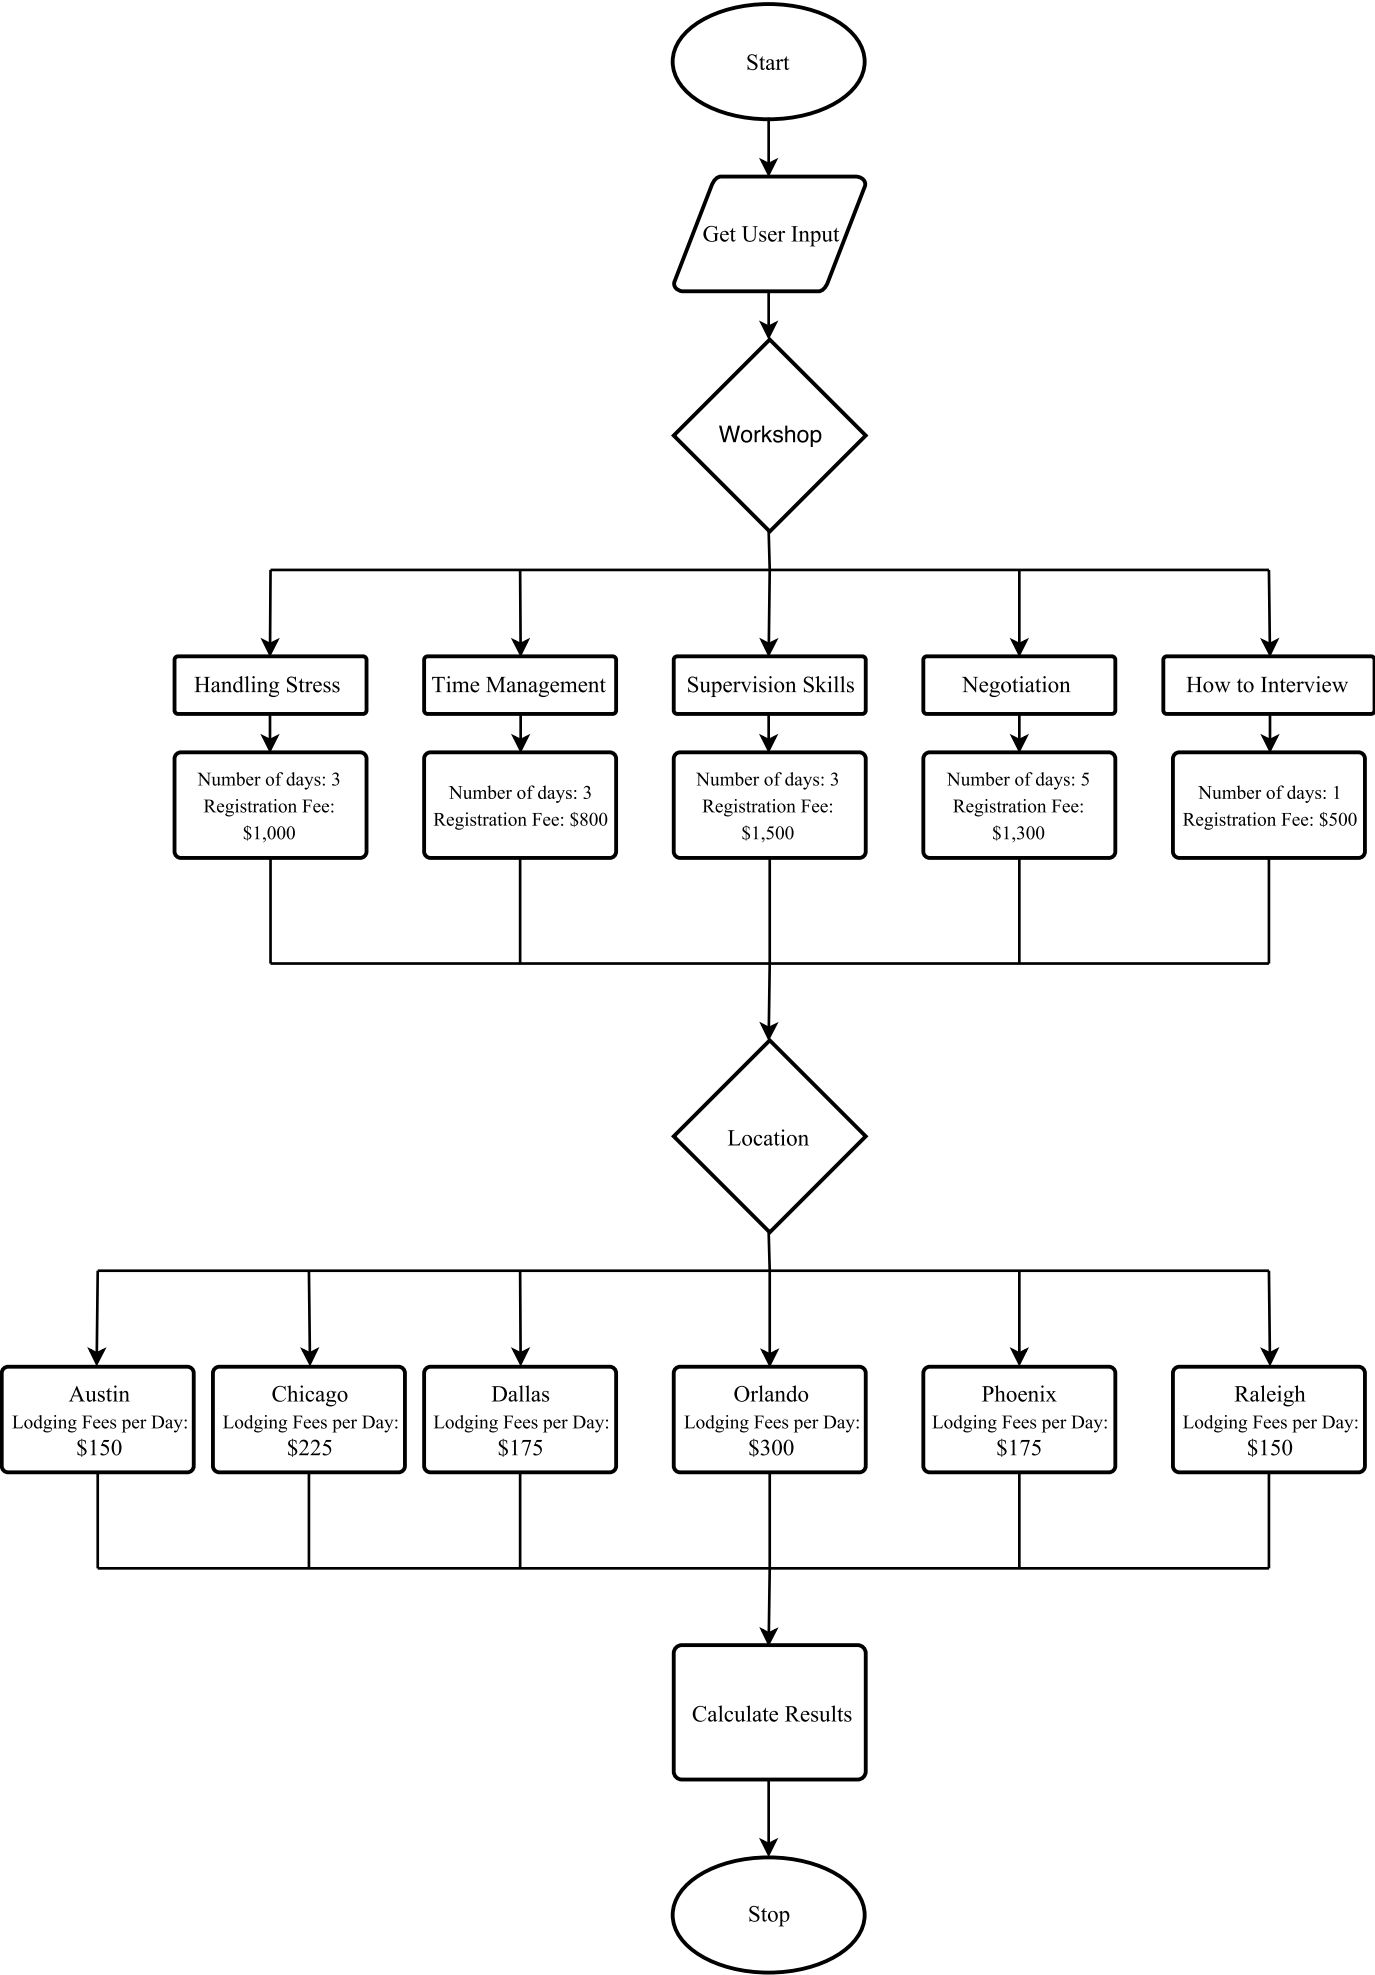 Start
Get User Input
Workshop
Handling Stress
Time Management
Supervision Skills
Negotiation
How to Interview
Number of days: 3
Registration Fee:
$1,000
Number of days: 3
Registration Fee: $800
Number of days: 3
Registration Fee:
$1,500
Number of days: 5
Registration Fee:
$1,300
Number of days: 1
Registration Fee: $500
Location
Austin
Lodging Fees per Day:
$150
Chicago
Lodging Fees per Day:
$225
Dallas
Lodging Fees per Day:
$175
Orlando
Lodging Fees per Day:
$300
Phoenix
Lodging Fees per Day:
$175
Raleigh
Lodging Fees per Day:
$150
Calculate Results
Stop